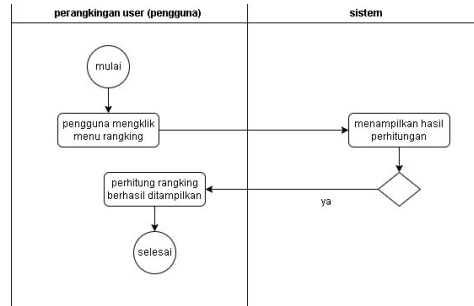 perangkingan user (pengguna)
sistem
mulai
pengguna mengklik
menu rangking
menampilkan hasil
perhitungan
perhitung rangking
berhasil ditampilkan
ya
selesai